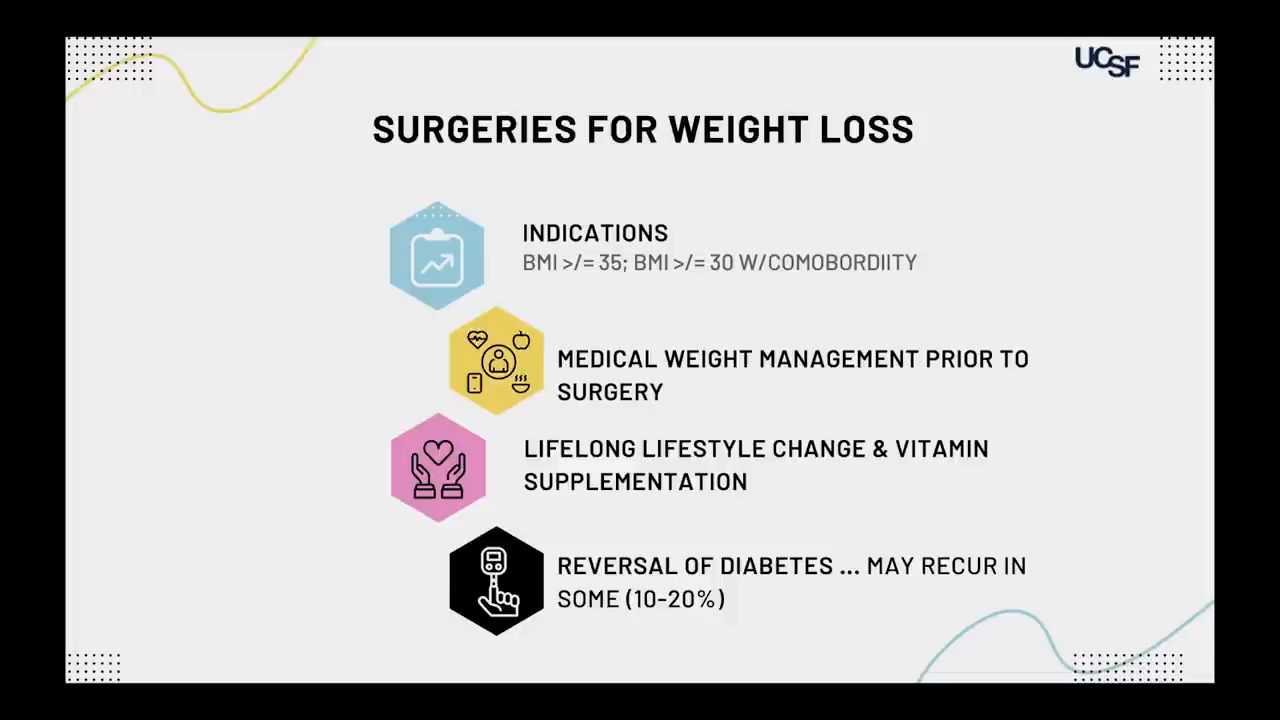 UCSF
SURGERIES FOR WEIGHT LOSS
INDICATIONS
BMI >/= 35; BMI >/= 30 W/COMOBORDIITY
MEDICAL WEIGHT MANAGEMENT PRIOR TO
SURGERY
LIFELONG LIFESTYLE CHANGE & VITAMIN
SUPPLEMENTATION
REVERSAL OF DIABETES ... MAY RECUR IN
SOME (10-20%)